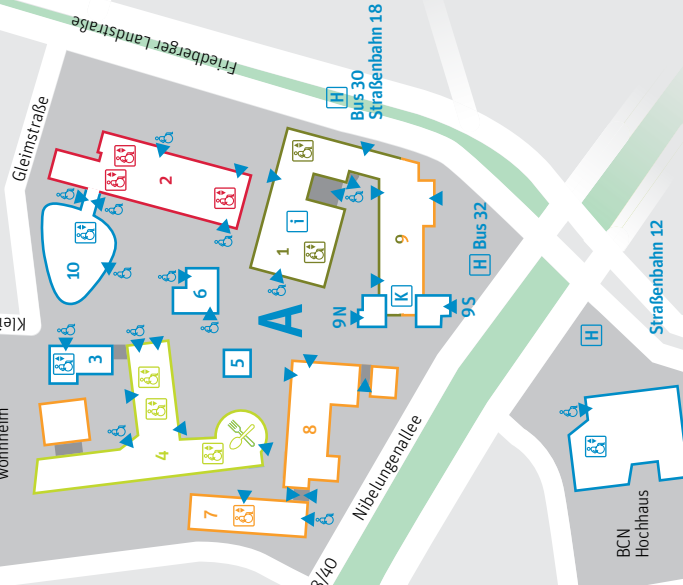 Friedberger Landstraße
Gleimstraße
H
Bus 30
Straßenbahn 18
2
10
1
i
9
6
A
K
9N
9S
H Bus 32
3
5
4
8
7
Nibelungenallee
H
Straßenbahn 12
BCN
Hochhaus